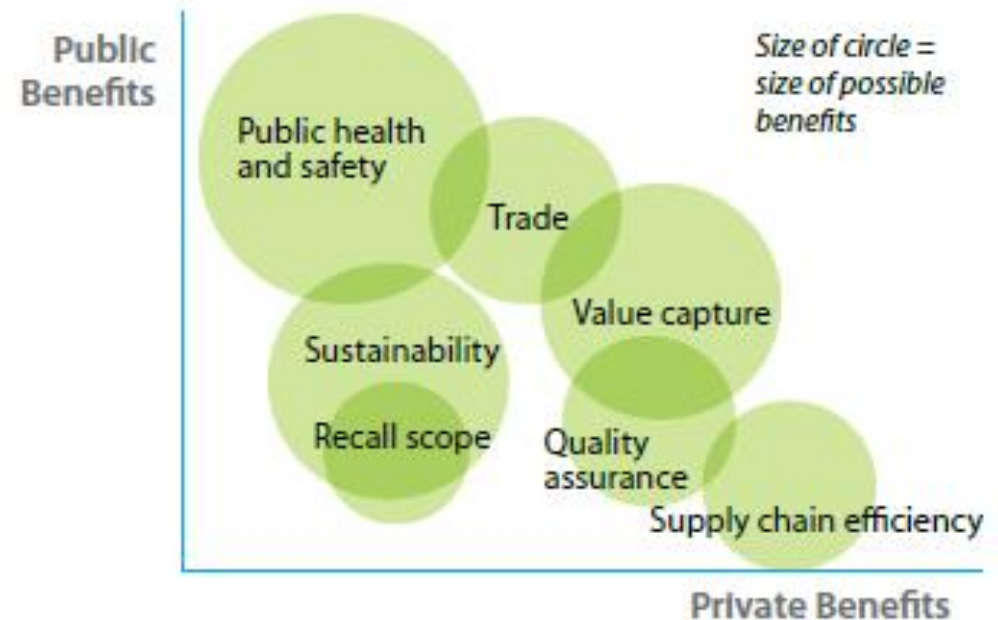 Public
Benefits
Size of circle =
size of possible
benefits
Public health
and safety
Trade
Value capture
Sustainability
Recall scope
Quality
assurance
Supply chain efficiency
Private Benefits